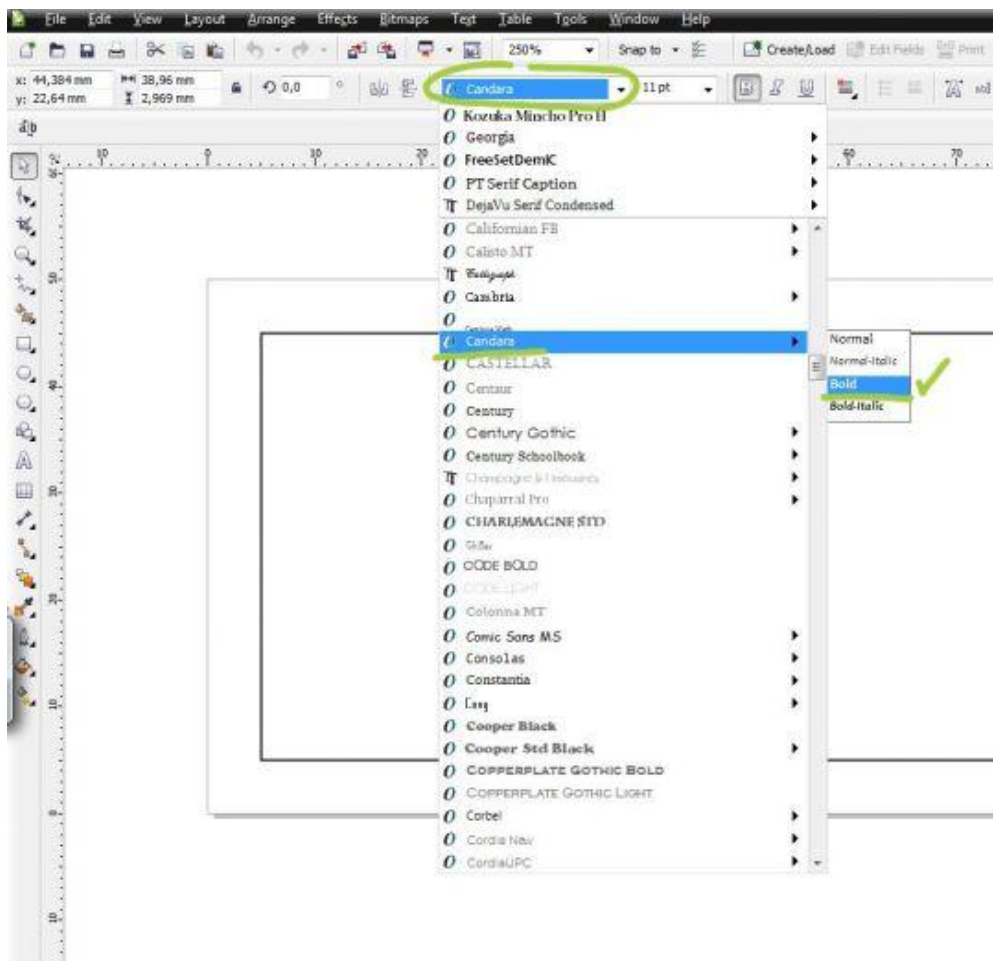 File Edit View Layout Arrange Effects Bitmaps Text Table Tools Window Help
250% Snap to Create/Load Edit Fields Print
x: 44,384 mm 38,96 mm 0,0 Candara 11 pt
y: 22,64 mm 2,969 mm
Kozuka Mincho Pro II
Georgia
FreeSetDemiC
PT Serif Caption
DejaVu Serif Condensed
Californian FB
Calisto MT
Calligraph
Cambria
Candara
CASTELLAR
Centaur
Century
Century Gothic
Century Schoolbook
Chaparral Pro
CHARLEMAGNE STD
CODE BOLD
CODE LIGHT
Colonna MT
Comic Sans MS
Consolas
Constantia
Cooper Black
Cooper Std Black
COPPERPLATE GOTHIC BOLD
COPPERPLATE GOTHIC LIGHT
Corbel
Cordia New
CordiaUPC
Normal
Normal-Italic
Bold
Bold-Italic